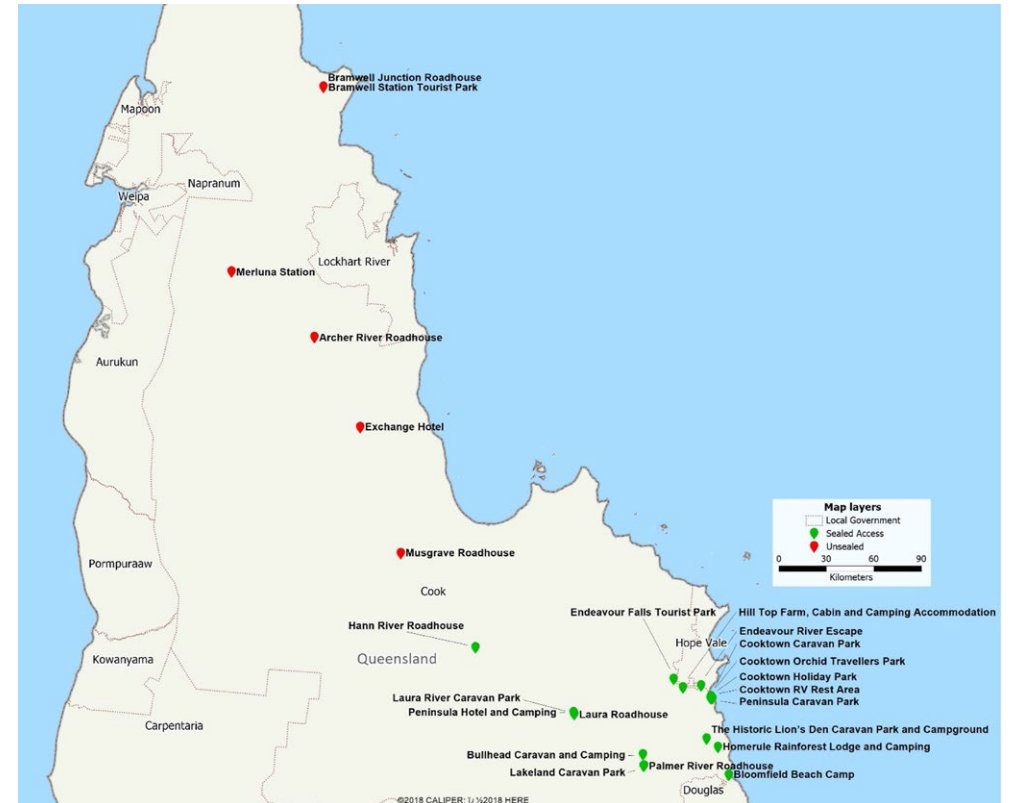 Bramwell Junction Roadhouse
Bramwell Station Tourist Park
Mapoon
Napranum
Weipa
Lockhart River
Merluna Station
Archer River Roadhouse
Aurukun
Exchange Hotel
Map layers
Local Government
Sealed Access
Unsealed
0 30 60 90
Kilometers
Musgrave Roadhouse
Pormpuraaw
Cook
Endeavour Falls Tourist Park
Hill Top Farm, Cabin and Camping Accommodation
Hann River Roadhouse
Endeavour River Escape
Hope Vale
Cooktown Caravan Park
Kowanyama
Queensland
Cooktown Orchid Travellers Park
Cooktown Holiday Park
Cooktown RV Rest Area
Laura River Caravan Park
Peninsula Caravan Park
Peninsula Hotel and Camping
Laura Roadhouse
Carpentaria
The Historic Lion's Den Caravan Park and Campground
Homerule Rainforest Lodge and Camping
Bullhead Caravan and Camping
Palmer River Roadhouse
Lakeland Caravan Park
Bloomfield Beach Camp
Douglas
©2018 CALIPER; ï¿½2018 HERE